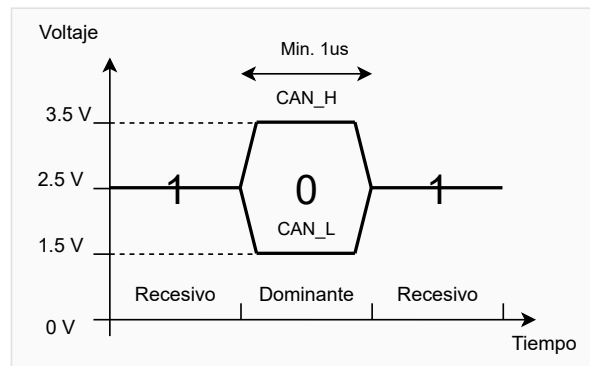 Voltaje
Min. 1us
CAN_H
3.5 V
2.5 V
1 0 1
CAN_L
1.5 V
Recesivo Dominante Recesivo
0 V
Tiempo